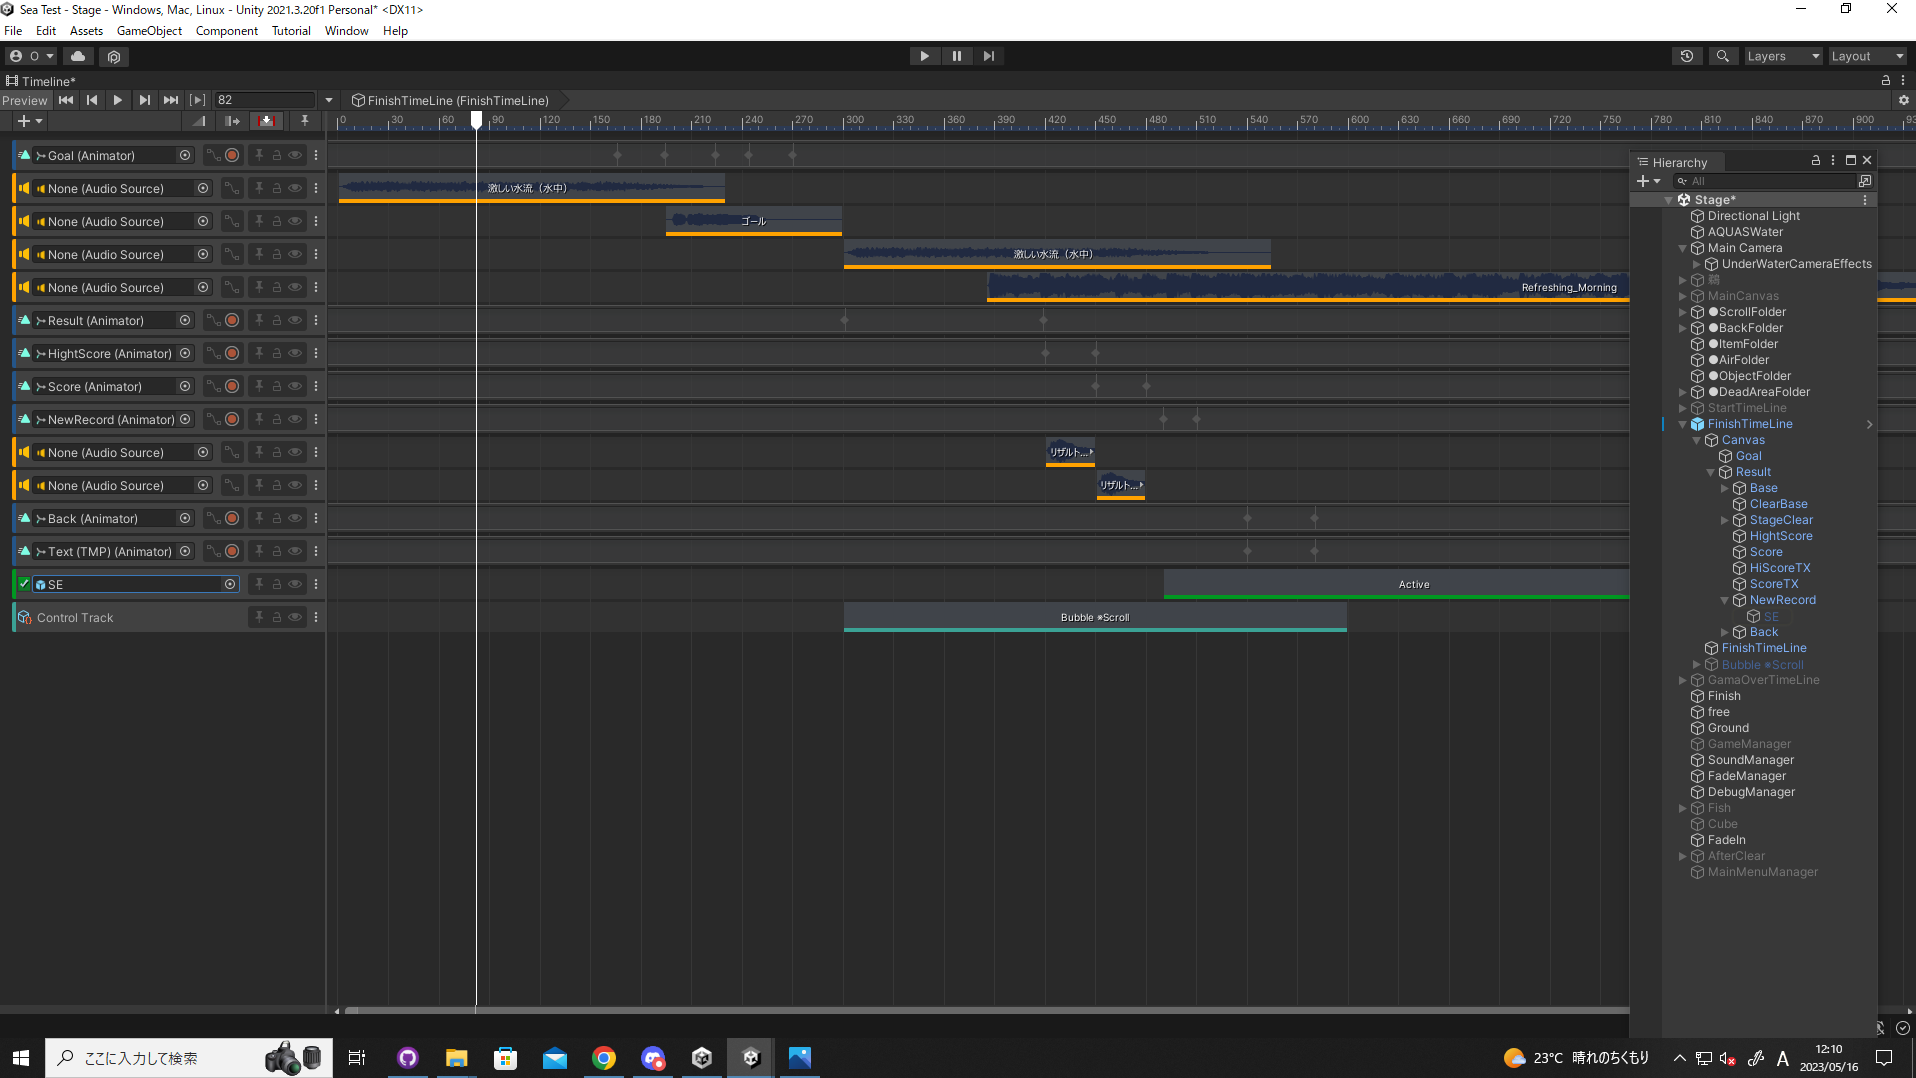 Sea Test - Stage - Windows, Mac, Linux - Unity 2021.3.20f1 Personal* <DX11>
File Edit Assets GameObject Component Tutorial Window Help
O Layers Layout
Timeline*
Preview 82 FinishTimeLine (FinishTimeLine)
0 30 60 90 120 150 180 210 240 270 300 330 360 390 420 450 480 510 540 570 600 630 660 690 720 750 780 810 840 870 900 93
Goal (Animator)
None (Audio Source) 激しい水流（水中）
None (Audio Source) ゴール
None (Audio Source) 激しい水流（水中）
None (Audio Source) Refreshing_Morning
Result (Animator)
HightScore (Animator)
Score (Animator)
NewRecord (Animator)
None (Audio Source) リザルト...
None (Audio Source) リザルト...
Back (Animator)
Text (TMP) (Animator)
SE Active
Control Track Bubble ※Scroll
Hierarchy
All
Stage*
Directional Light
AQUASWater
Main Camera
UnderWaterCameraEffects
MainCanvas
●ScrollFolder
●BackFolder
●ItemFolder
●AirFolder
●ObjectFolder
●DeadAreaFolder
StartTimeLine
FinishTimeLine
Canvas
Goal
Result
Base
ClearBase
StageClear
HightScore
Score
HiScoreTX
ScoreTX
NewRecord
SE
Back
FinishTimeLine
Bubble ※Scroll
GamaOverTimeLine
Finish
free
Ground
GameManager
SoundManager
FadeManager
DebugManager
Fish
Cube
FadeIn
AfterClear
MainMenuManager
ここに入力して検索
23°C 晴れのちくもり
A
12:10
2023/05/16